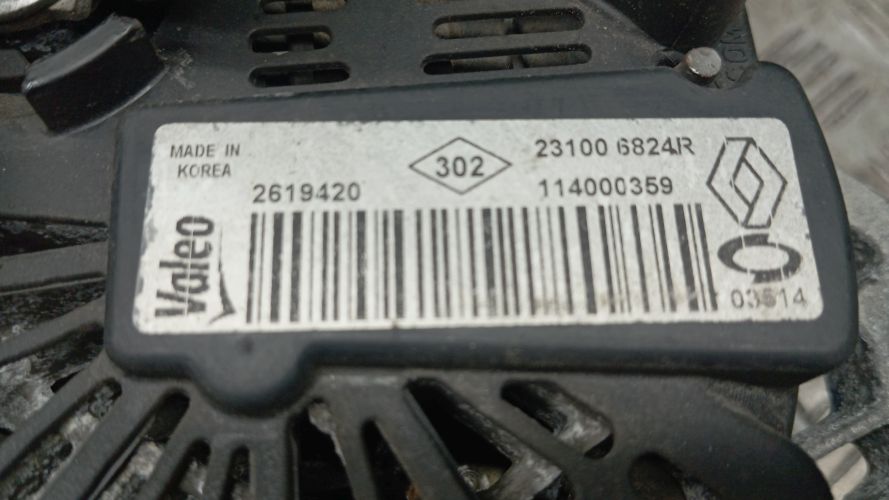 MADE IN
KOREA
302
23100 6824R
2619420
114000359
Valeo
03514